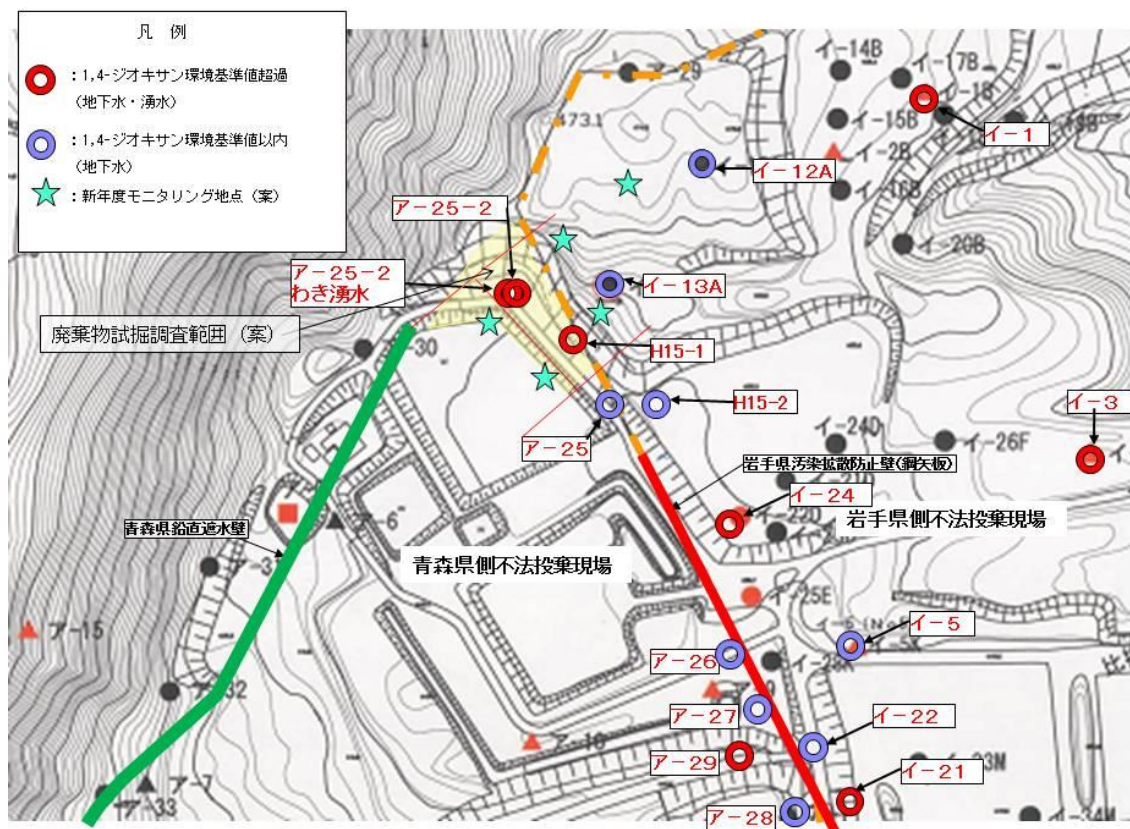 凡　例
：1,4-ジオキサン環境基準値超過
(地下水・湧水)
：1,4-ジオキサン環境基準値以内
(地下水)
：新年度モニタリング地点（案）
ア-29
イ-14B
イ-17B
イ-15B
イ-1
イ-2B
イ-12A
イ-16B
イ-20B
ア-25-2
ア-25-2
わき湧水
イ-13A
廃棄物試掘調査範囲（案）
ア-30
H15-1
H15-2
イ-3
ア-25
イ-24D
イ-26F
岩手県汚染拡散防止壁(鋼矢板)
イ-24
岩手県側不法投棄現場
青森県鉛直遮水壁
ア-6
青森県側不法投棄現場
イ-25E
ア-15
イ-5
ア-26
ア-32
ア-27
イ-22
ア-29
イ-21
ア-7
ア-33
ア-28